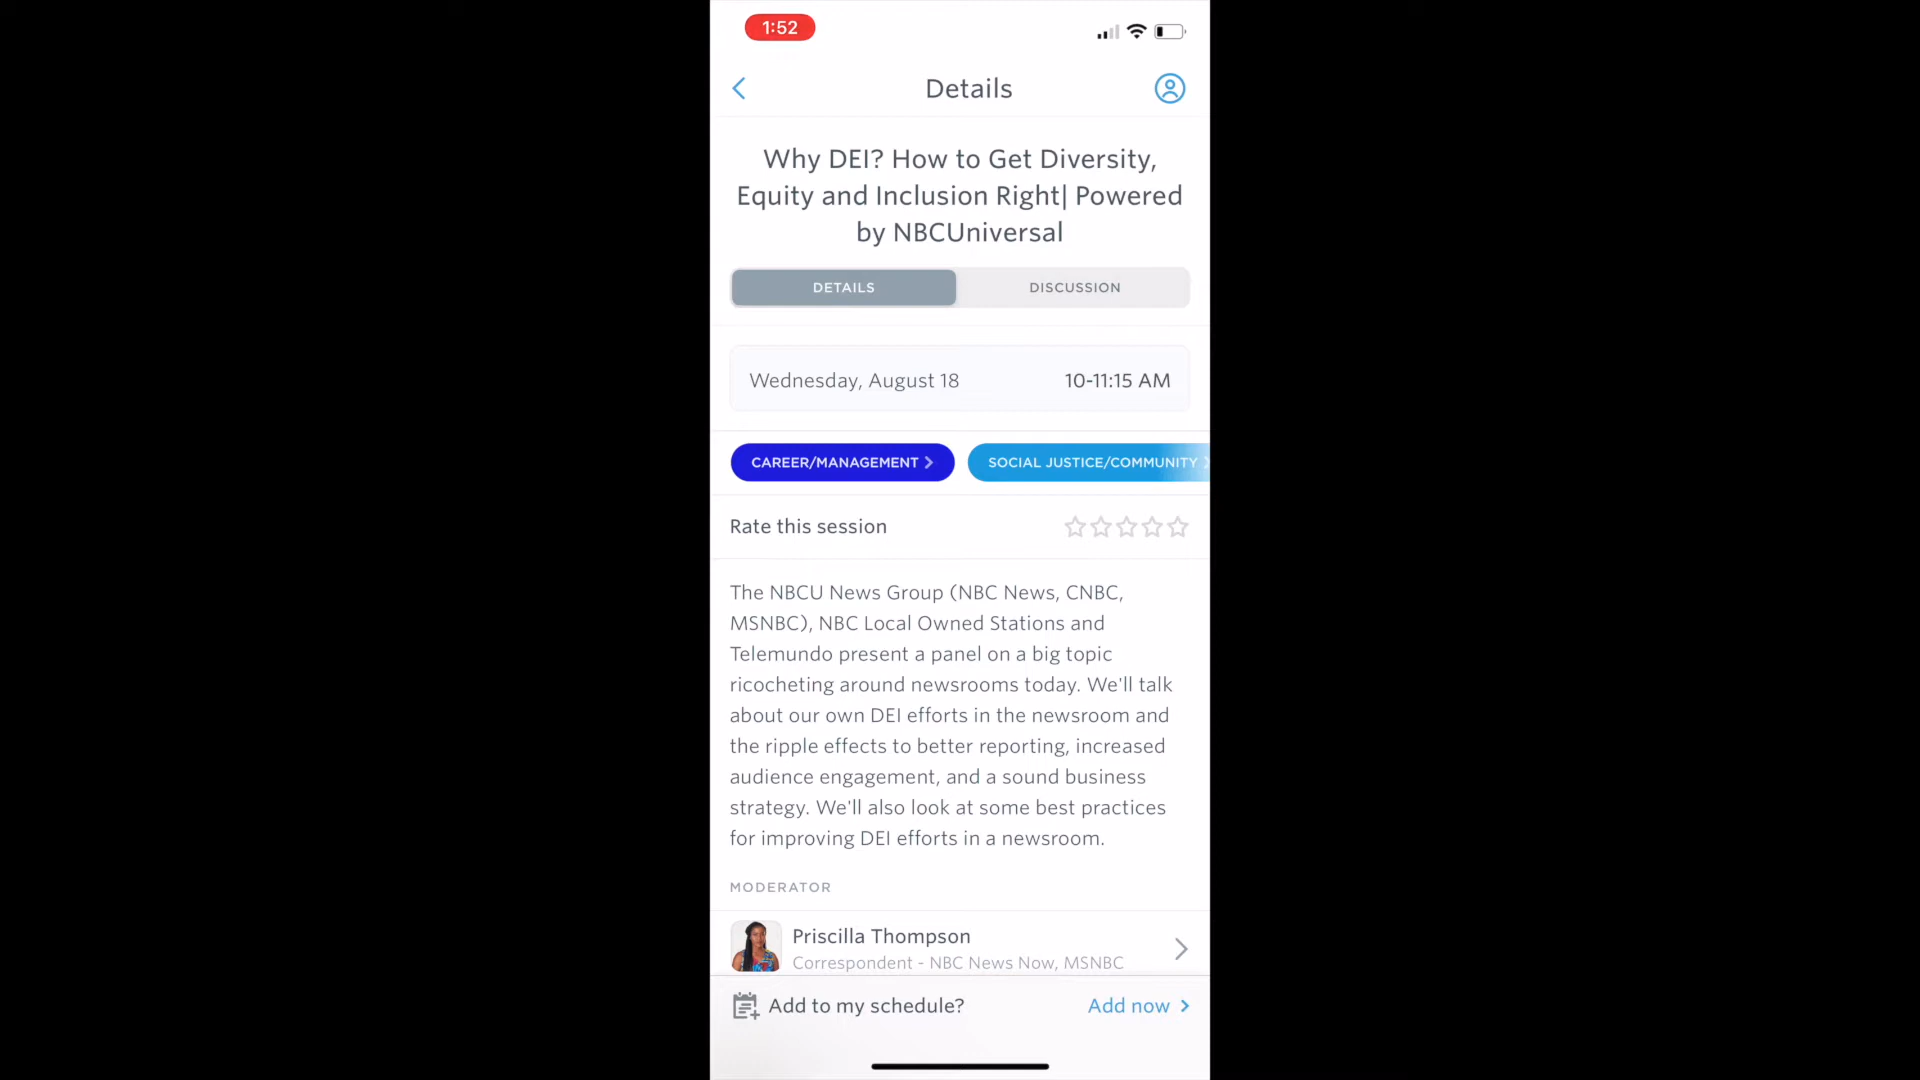 1:52
Details
Why DEI? How to Get Diversity,
Equity and Inclusion Right| Powered
by NBCUniversal
DETAILS
DISCUSSION
Wednesday, August 18
10-11:15 AM
CAREER/MANAGEMENT
SOCIAL JUSTICE/COMMUNITY
Rate this session
The NBCU News Group (NBC News, CNBC,
MSNBC), NBC Local Owned Stations and
Telemundo present a panel on a big topic
ricocheting around newsrooms today. We'll talk
about our own DEI efforts in the newsroom and
the ripple effects to better reporting, increased
audience engagement, and a sound business
strategy. We'll also look at some best practices
for improving DEI efforts in a newsroom.
MODERATOR
Priscilla Thompson
Correspondent - NBC News Now, MSNBC
Add to my schedule?
Add now